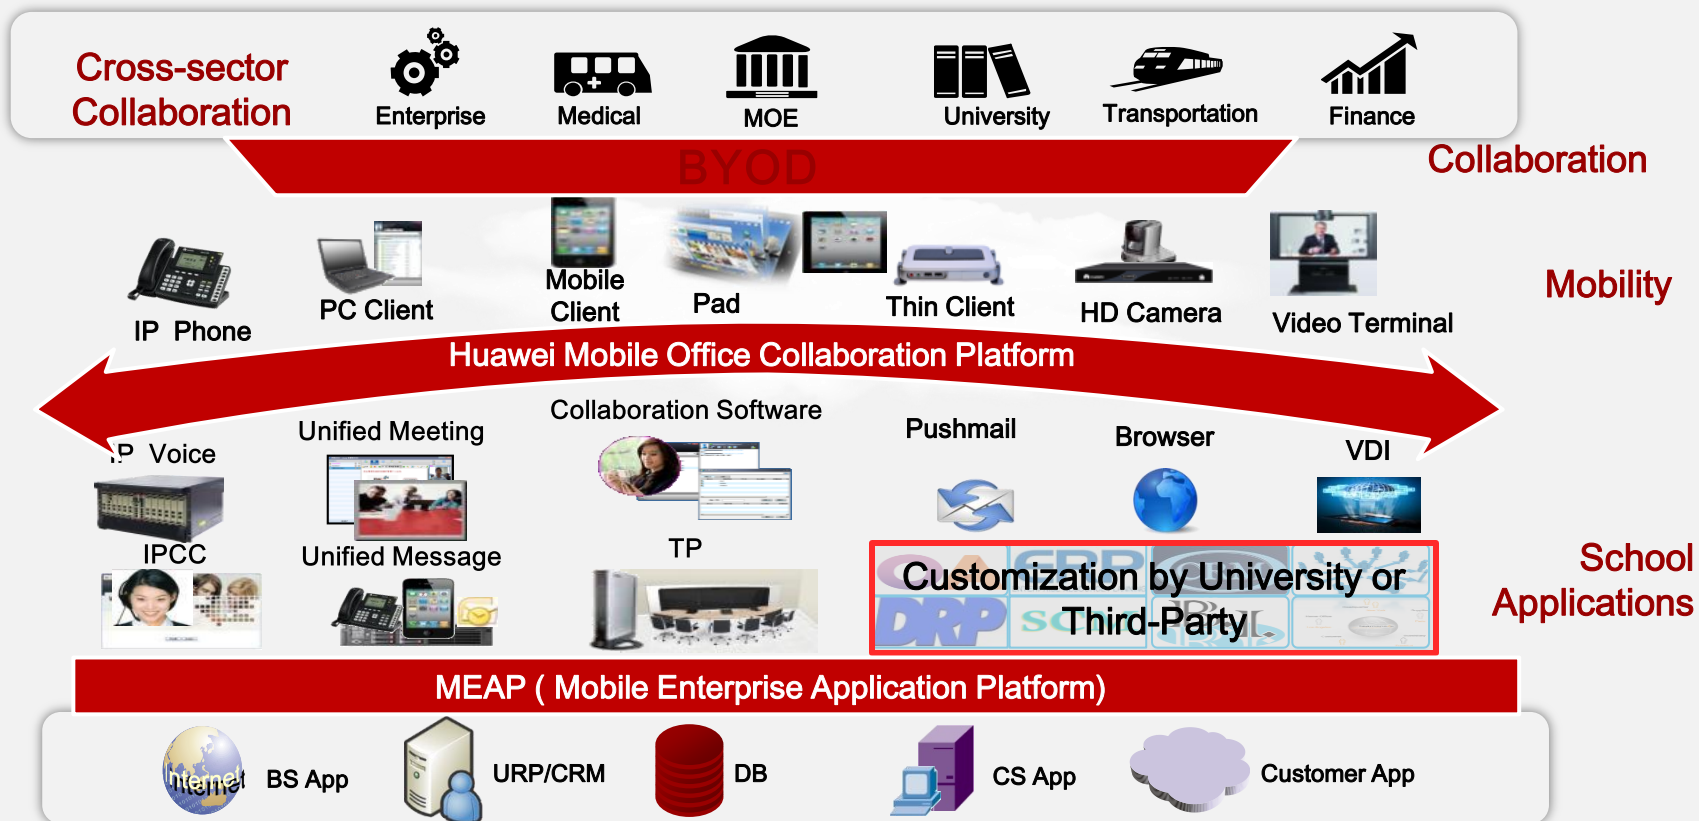 Cross-sector
Collaboration
Enterprise
Medical
MOE
University
Transportation
Finance
BYOD
Collaboration
IP Phone
PC Client
Mobile
Client
Pad
Thin Client
HD Camera
Video Terminal
Mobility
Huawei Mobile Office Collaboration Platform
IP Voice
Unified Meeting
Collaboration Software
Pushmail
Browser
VDI
IPCC
Unified Message
TP
Customization by University or
Third-Party
DRP
School
Applications
MEAP ( Mobile Enterprise Application Platform)
Internet
BS App
URP/CRM
DB
CS App
Customer App